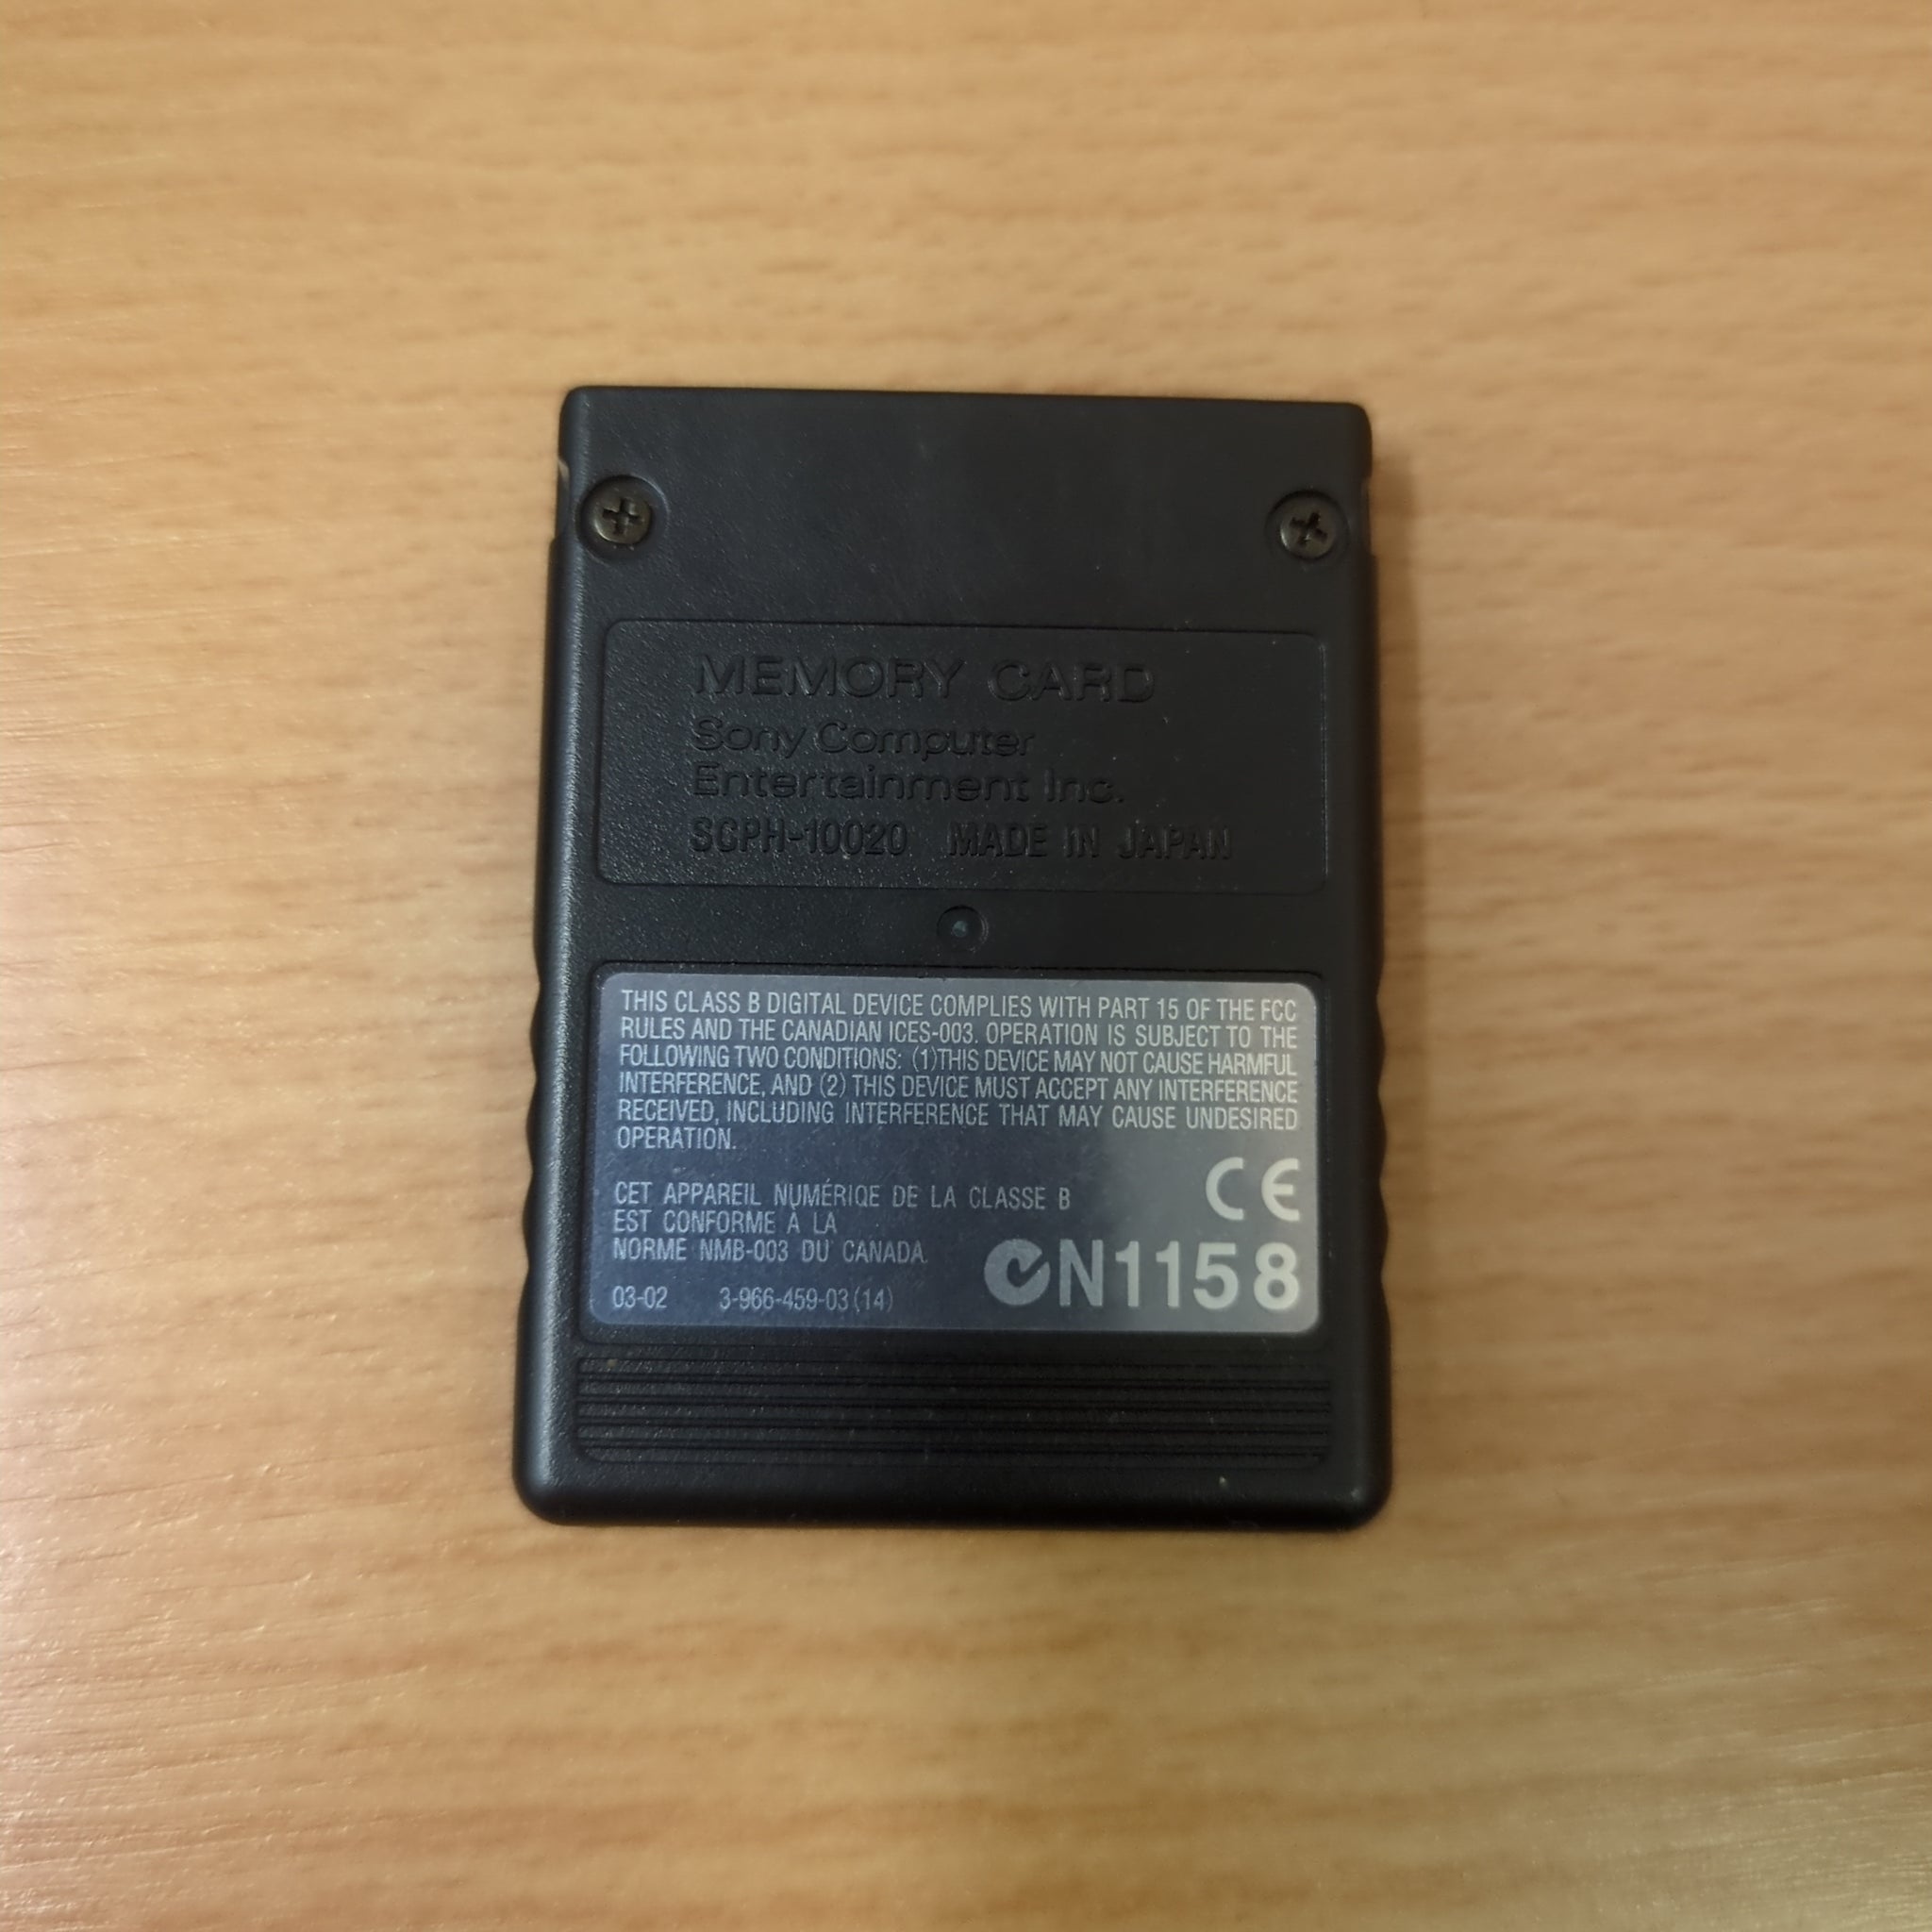 MEMORY CARD
Sony Computer
Entertainment Inc.
SCPH-10020 MADE IN JAPAN
THIS CLASS B DIGITAL DEVICE COMPLIES WITH PART 15 OF THE FCC
RULES AND THE CANADIAN ICES-003. OPERATION IS SUBJECT TO THE
FOLLOWING TWO CONDITIONS: (1)THIS DEVICE MAY NOT CAUSE HARMFUL
INTERFERENCE, AND (2) THIS DEVICE MUST ACCEPT ANY INTERFERENCE
RECEIVED, INCLUDING INTERFERENCE THAT MAY CAUSE UNDESIRED
OPERATION.
CET APPAREIL NUMÉRIQE DE LA CLASSE B
EST CONFORME À LA
NORME NMB-003 DU CANADA.
CE
N1158
03-02 3-966-459-03(14)